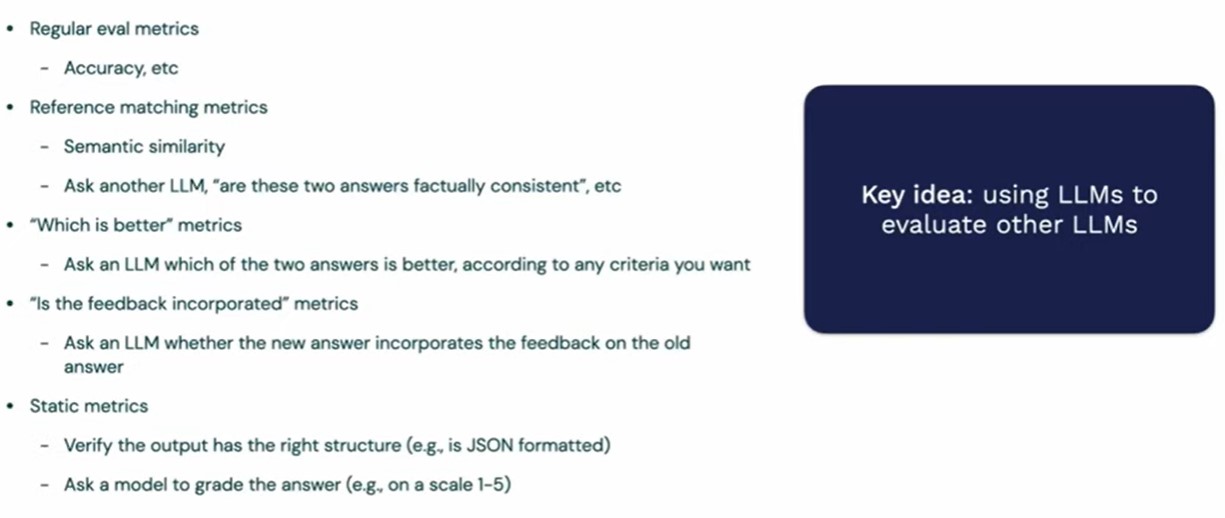 • Regular eval metrics
– Accuracy, etc
• Reference matching metrics
– Semantic similarity
– Ask another LLM, “are these two answers factually consistent”, etc
• “Which is better” metrics
– Ask an LLM which of the two answers is better, according to any criteria you want
• “Is the feedback incorporated” metrics
– Ask an LLM whether the new answer incorporates the feedback on the old
answer
• Static metrics
– Verify the output has the right structure (e.g., is JSON formatted)
– Ask a model to grade the answer (e.g., on a scale 1-5)
Key idea: using LLMs to
evaluate other LLMs